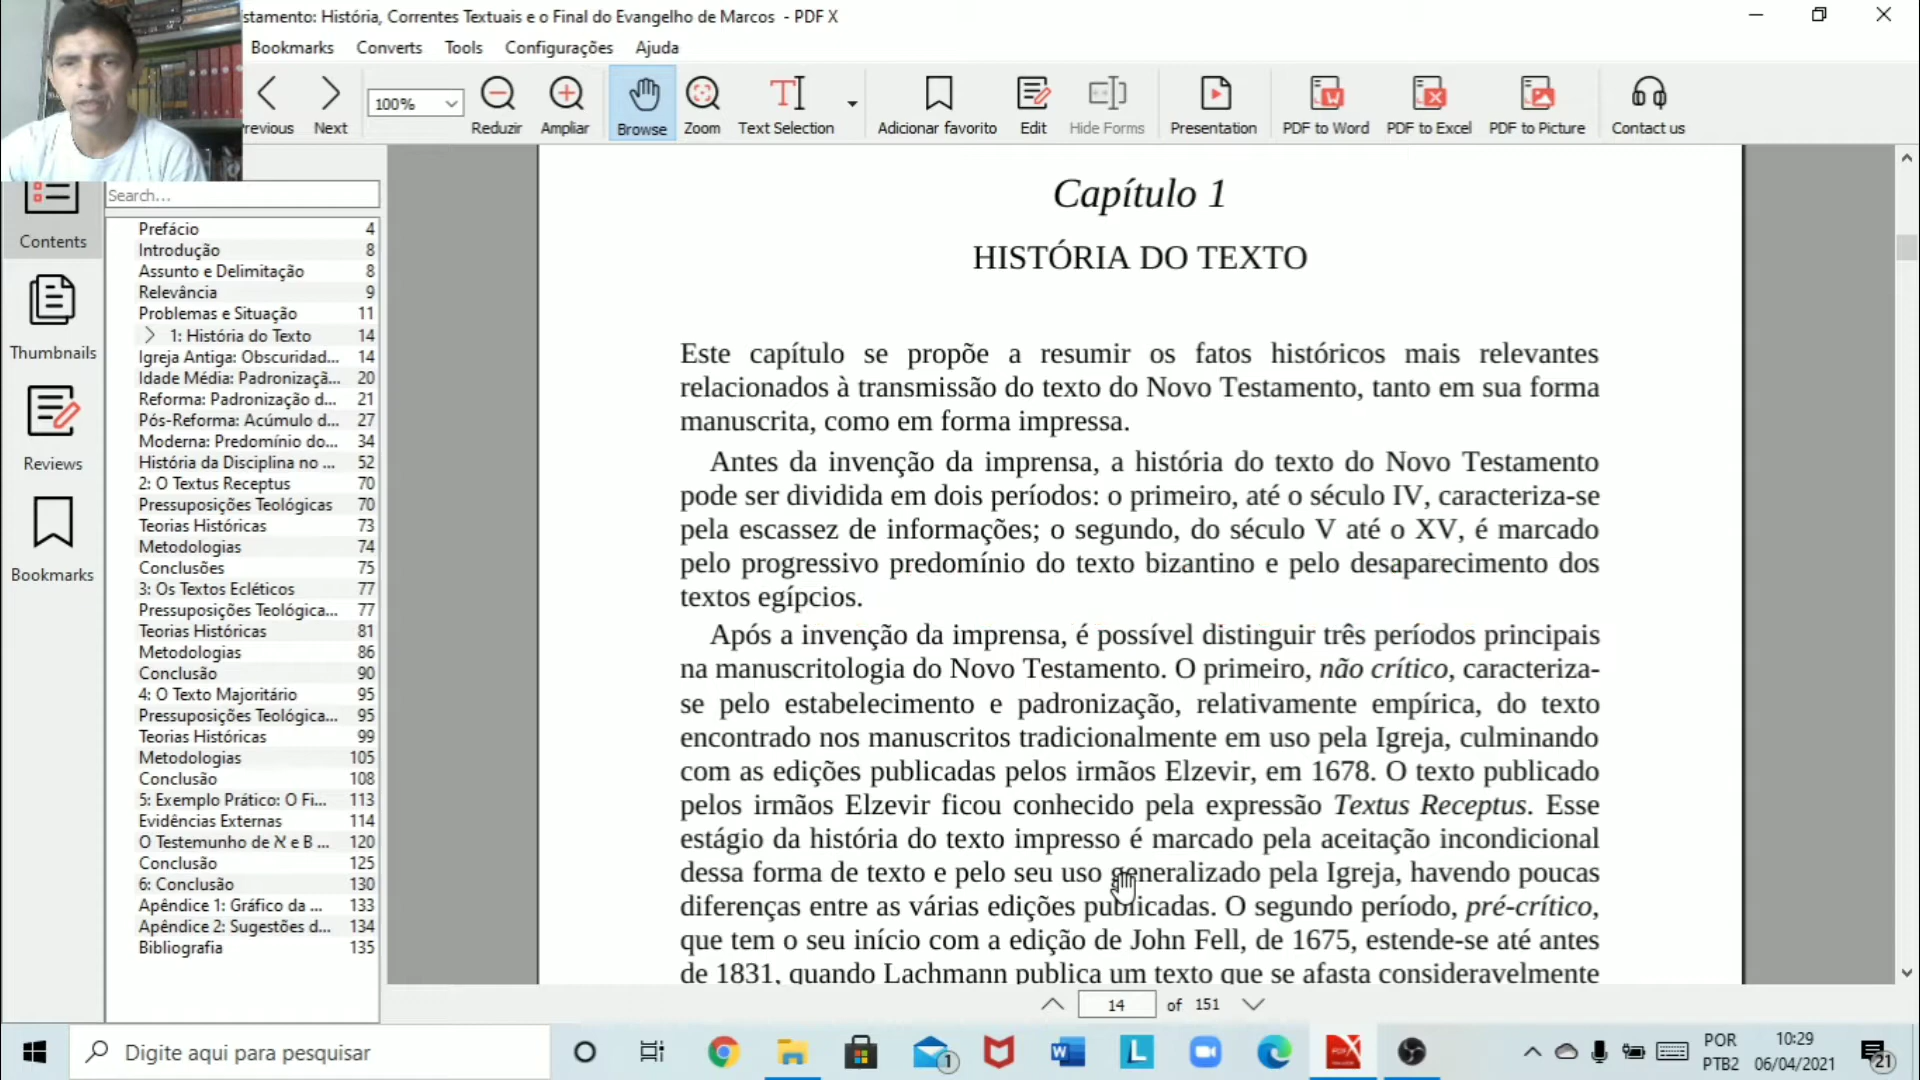 stamento: História, Correntes Textuais e o Final do Evangelho de Marcos - PDF X
Bookmarks Converts Tools Configurações Ajuda
100%
revious Next Reduzir Ampliar Browse Zoom Text Selection Adicionar favorito Edit Hide Forms Presentation PDF to Word PDF to Excel PDF to Picture Contact us
Contents
Thumbnails
Reviews
Bookmarks
Search...
Prefácio 4
Introdução 8
Assunto e Delimitação 8
Relevância 9
Problemas e Situação 11
1: História do Texto 14
Igreja Antiga: Obscuridad... 14
Idade Média: Padronizaçã... 20
Reforma: Padronização d... 21
Pós-Reforma: Acúmulo d... 27
Moderna: Predomínio do... 34
História da Disciplina no ... 52
2: O Textus Receptus 70
Pressuposições Teológicas 70
Teorias Históricas 73
Metodologias 74
Conclusões 75
3: Os Textos Ecléticos 77
Pressuposições Teológica... 77
Teorias Históricas 81
Metodologias 86
Conclusão 90
4: O Texto Majoritário 95
Pressuposições Teológica... 95
Teorias Históricas 99
Metodologias 105
Conclusão 108
5: Exemplo Prático: O Fi... 113
Evidências Externas 114
O Testemunho de ℵ e B ... 120
Conclusão 125
6: Conclusão 130
Apêndice 1: Gráfico da ... 133
Apêndice 2: Sugestões d... 134
Bibliografia 135
Capítulo 1
HISTÓRIA DO TEXTO
Este capítulo se propõe a resumir os fatos históricos mais relevantes
relacionados à transmissão do texto do Novo Testamento, tanto em sua forma
manuscrita, como em forma impressa.
Antes da invenção da imprensa, a história do texto do Novo Testamento
pode ser dividida em dois períodos: o primeiro, até o século IV, caracteriza-se
pela escassez de informações; o segundo, do século V até o XV, é marcado
pelo progressivo predomínio do texto bizantino e pelo desaparecimento dos
textos egípcios.
Após a invenção da imprensa, é possível distinguir três períodos principais
na manuscritologia do Novo Testamento. O primeiro, não crítico, caracteriza-
se pelo estabelecimento e padronização, relativamente empírica, do texto
encontrado nos manuscritos tradicionalmente em uso pela Igreja, culminando
com as edições publicadas pelos irmãos Elzevir, em 1678. O texto publicado
pelos irmãos Elzevir ficou conhecido pela expressão Textus Receptus. Esse
estágio da história do texto impresso é marcado pela aceitação incondicional
dessa forma de texto e pelo seu uso generalizado pela Igreja, havendo poucas
diferenças entre as várias edições publicadas. O segundo período, pré-crítico,
que tem o seu início com a edição de John Fell, de 1675, estende-se até antes
de 1831, quando Lachmann publica um texto que se afasta consideravelmente
14 of 151
Digite aqui para pesquisar
1
POR
PTB2
10:29
06/04/2021
21